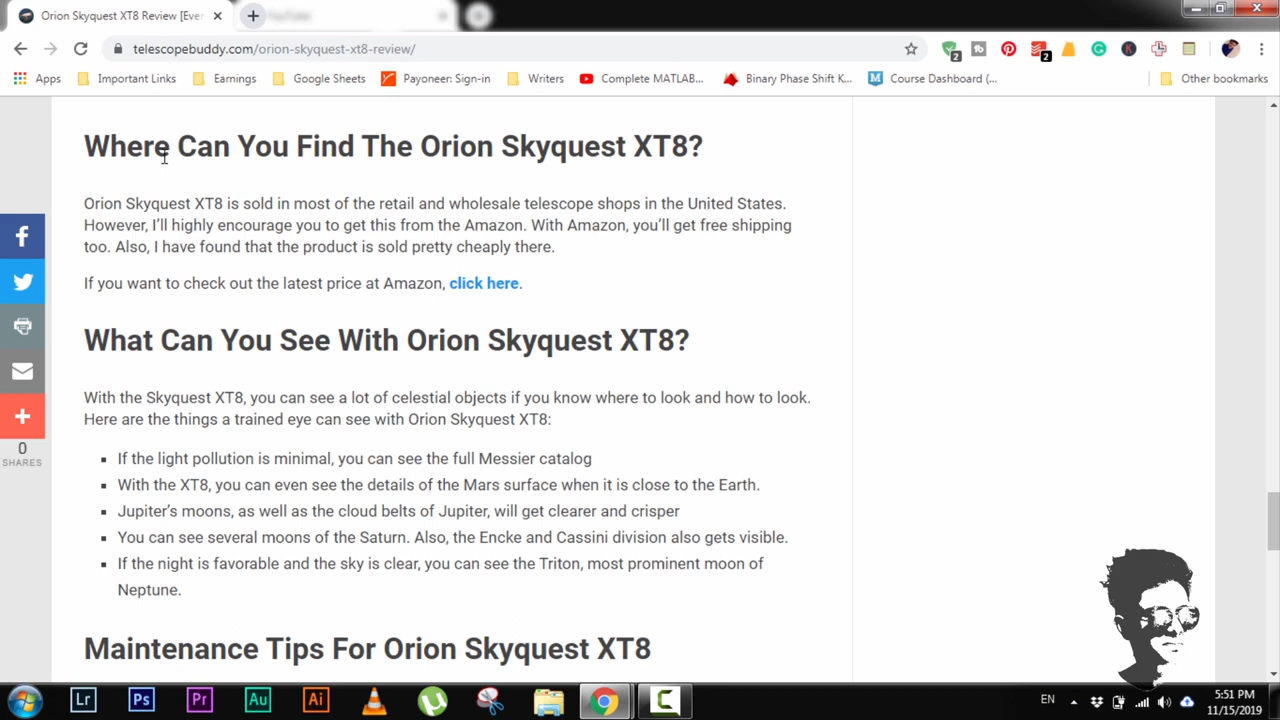 Orion Skyquest XT8 Review [Ever
YouTube
telescopebuddy.com/orion-skyquest-xt8-review/
2
2
Apps
Important Links
Earnings
Google Sheets
Payoneer: Sign-in
Writers
Complete MATLAB...
Binary Phase Shift K...
Course Dashboard (...
Other bookmarks
Where Can You Find The Orion Skyquest XT8?
Orion Skyquest XT8 is sold in most of the retail and wholesale telescope shops in the United States.
However, I'll highly encourage you to get this from the Amazon. With Amazon, you'll get free shipping
too. Also, I have found that the product is sold pretty cheaply there.
If you want to check out the latest price at Amazon, click here.
What Can You See With Orion Skyquest XT8?
With the Skyquest XT8, you can see a lot of celestial objects if you know where to look and how to look.
Here are the things a trained eye can see with Orion Skyquest XT8:
If the light pollution is minimal, you can see the full Messier catalog
With the XT8, you can even see the details of the Mars surface when it is close to the Earth.
Jupiter's moons, as well as the cloud belts of Jupiter, will get clearer and crisper
You can see several moons of the Saturn. Also, the Encke and Cassini division also gets visible.
If the night is favorable and the sky is clear, you can see the Triton, most prominent moon of
Neptune.
Maintenance Tips For Orion Skyquest XT8
0
SHARES
Lr
Ps
Pr
Au
Ai
EN
5:51 PM
11/15/2019